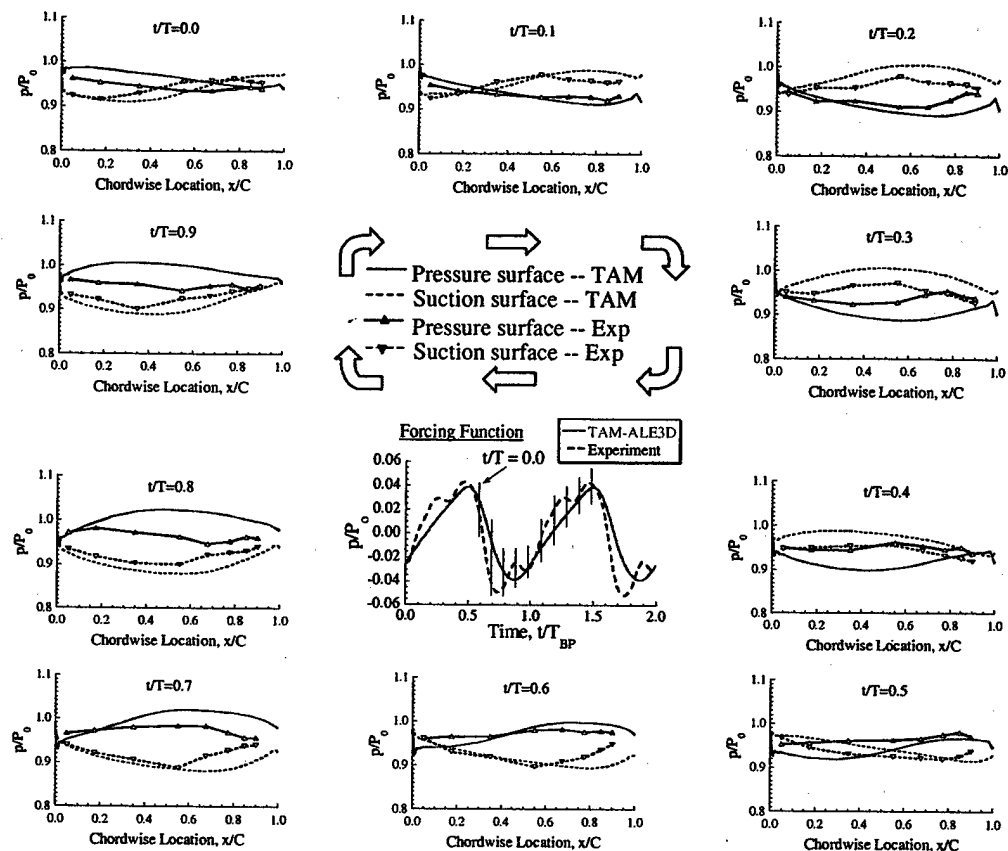 t/T=0.0
p/P0
1.1
1.0
0.9
0.8
0.0 0.2 0.4 0.6 0.8 1.0
Chordwise Location, x/C
t/T=0.1
p/P0
1.1
1.0
0.9
0.8
0.0 0.2 0.4 0.6 0.8 1.0
Chordwise Location, x/C
t/T=0.2
p/P0
1.1
1.0
0.9
0.8
0.0 0.2 0.4 0.6 0.8 1.0
Chordwise Location, x/C
t/T=0.9
p/P0
1.1
1.0
0.9
0.8
0.0 0.2 0.4 0.6 0.8 1.0
Chordwise Location, x/C
Pressure surface -- TAM
Suction surface -- TAM
Pressure surface -- Exp
Suction surface -- Exp
t/T=0.3
p/P0
1.1
1.0
0.9
0.8
0.0 0.2 0.4 0.6 0.8 1.0
Chordwise Location, x/C
t/T=0.8
p/P0
1.1
1.0
0.9
0.8
0.0 0.2 0.4 0.6 0.8 1.0
Chordwise Location, x/C
Forcing Function
t/T = 0.0
TAM-ALE3D
Experiment
p/P0
0.06
0.04
0.02
0.00
-0.02
-0.04
-0.06
0.0 0.5 1.0 1.5 2.0
Time, t/TBP
t/T=0.4
p/P0
1.1
1.0
0.9
0.8
0.0 0.2 0.4 0.6 0.8 1.0
Chordwise Location, x/C
t/T=0.7
p/P0
1.1
1.0
0.9
0.8
0.0 0.2 0.4 0.6 0.8 1.0
Chordwise Location, x/C
t/T=0.6
p/P0
1.1
1.0
0.9
0.8
0.0 0.2 0.4 0.6 0.8 1.0
Chordwise Location, x/C
t/T=0.5
p/P0
1.1
1.0
0.9
0.8
0.0 0.2 0.4 0.6 0.8 1.0
Chordwise Location, x/C